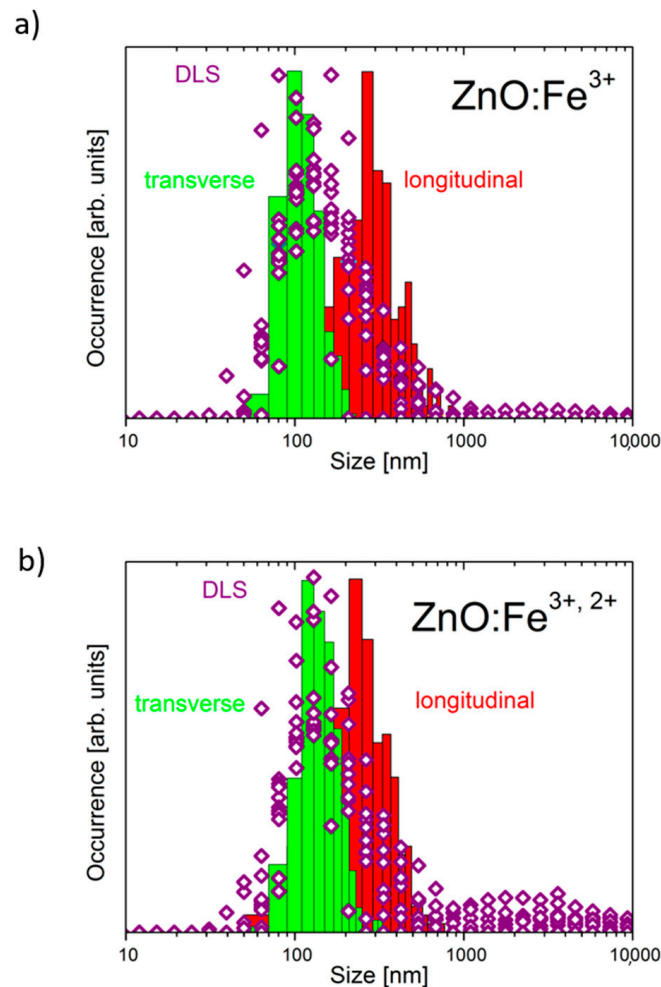 a)
DLS
ZnO:Fe³⁺
transverse
longitudinal
Occurrence [arb. units]
10 100 1000 10,000
Size [nm]
b)
DLS
ZnO:Fe³⁺, ²⁺
transverse
longitudinal
Occurrence [arb. units]
10 100 1000 10,000
Size [nm]